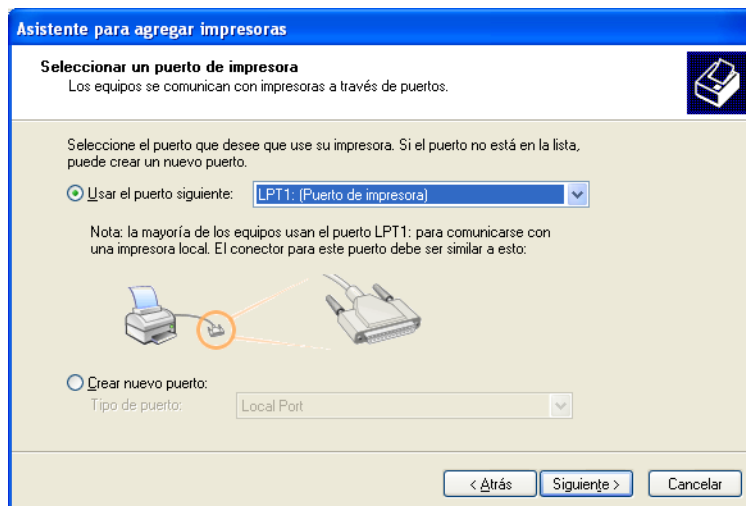 Asistente para agregar impresoras
Seleccionar un puerto de impresora
Los equipos se comunican con impresoras a través de puertos.
Seleccione el puerto que desee que use su impresora. Si el puerto no está en la lista,
puede crear un nuevo puerto.
Usar el puerto siguiente: LPT1: (Puerto de impresora)
Nota: la mayoría de los equipos usan el puerto LPT1: para comunicarse con
una impresora local. El conector para este puerto debe ser similar a esto:
Crear nuevo puerto:
Tipo de puerto: Local Port
< Atrás Siguiente > Cancelar